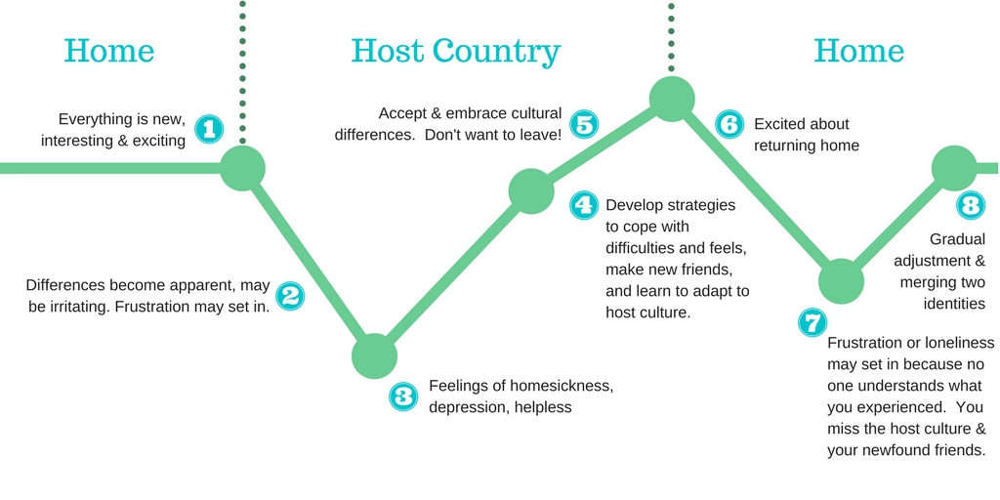 Home
Host Country
Home
Everything is new,
interesting & exciting
1
Differences become apparent, may
be irritating. Frustration may set in.
2
3
Feelings of homesickness,
depression, helpless
4
Develop strategies
to cope with
difficulties and feels,
make new friends,
and learn to adapt to
host culture.
Accept & embrace cultural
differences.  Don't want to leave!
5
6
Excited about
returning home
7
Frustration or loneliness
may set in because no
one understands what
you experienced.  You
miss the host culture &
your newfound friends.
8
Gradual
adjustment &
merging two
identities